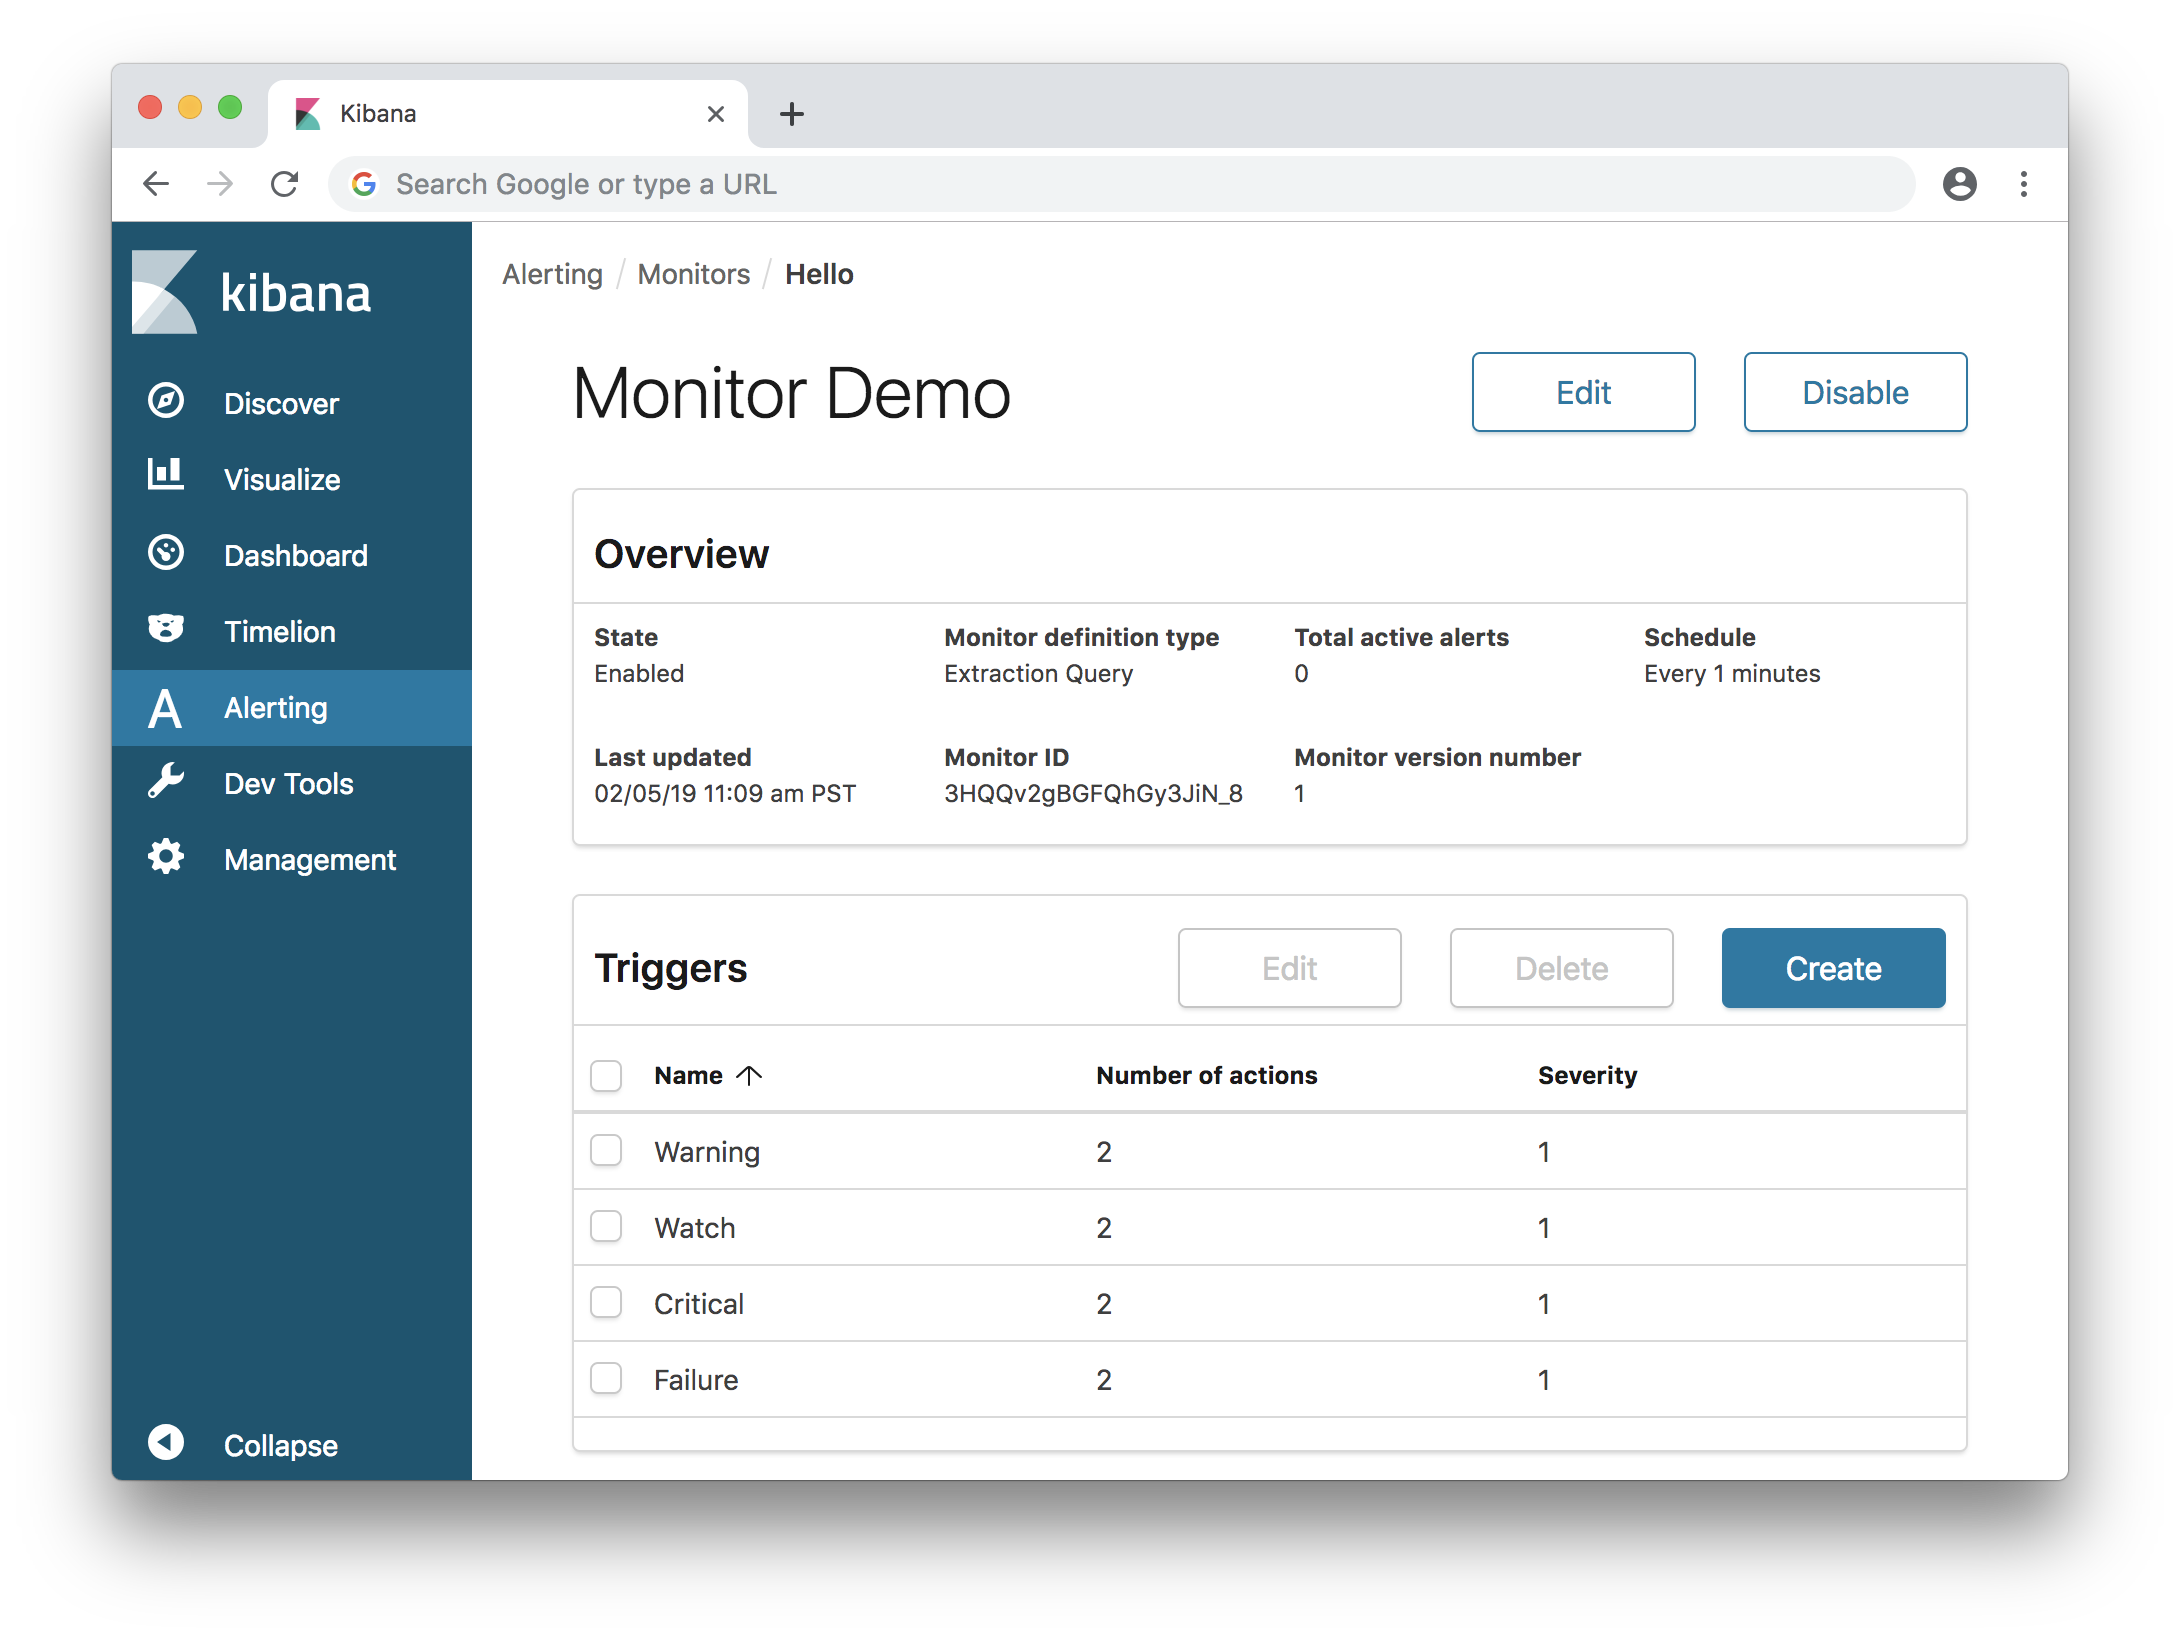 Kibana
Search Google or type a URL
kibana
Discover
Visualize
Dashboard
Timelion
A Alerting
Dev Tools
Management
Collapse
Alerting / Monitors / Hello
Monitor Demo
Edit Disable
Overview
State Monitor definition type Total active alerts Schedule
Enabled Extraction Query 0 Every 1 minutes
Last updated Monitor ID Monitor version number
02/05/19 11:09 am PST 3HQQv2gBGFQhGy3JiN_8 1
Triggers Edit Delete Create
Name Number of actions Severity
Warning 2 1
Watch 2 1
Critical 2 1
Failure 2 1